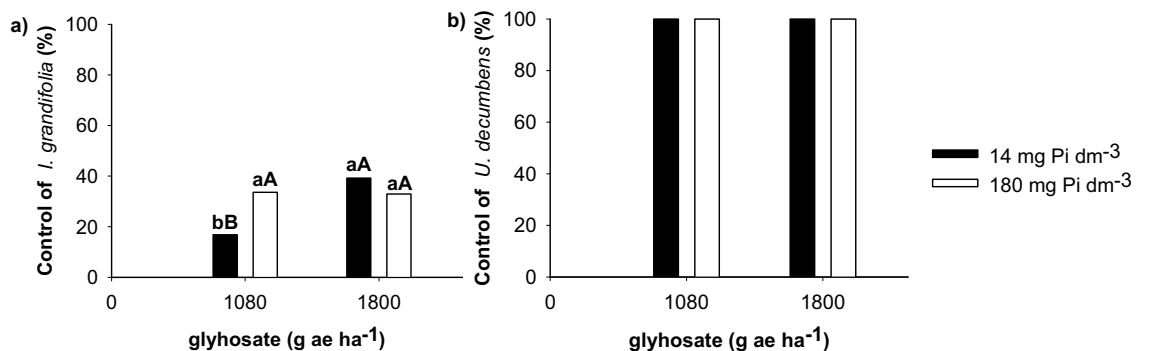 a)
Control of I. grandifolia (%)
100
80
60
40
20
0
bB
aA
aA
aA
0
1080
1800
glyhosate (g ae ha-1)
b)
Control of U. decumbens (%)
100
80
60
40
20
0
0
1080
1800
glyhosate (g ae ha-1)
14 mg Pi dm-3
180 mg Pi dm-3